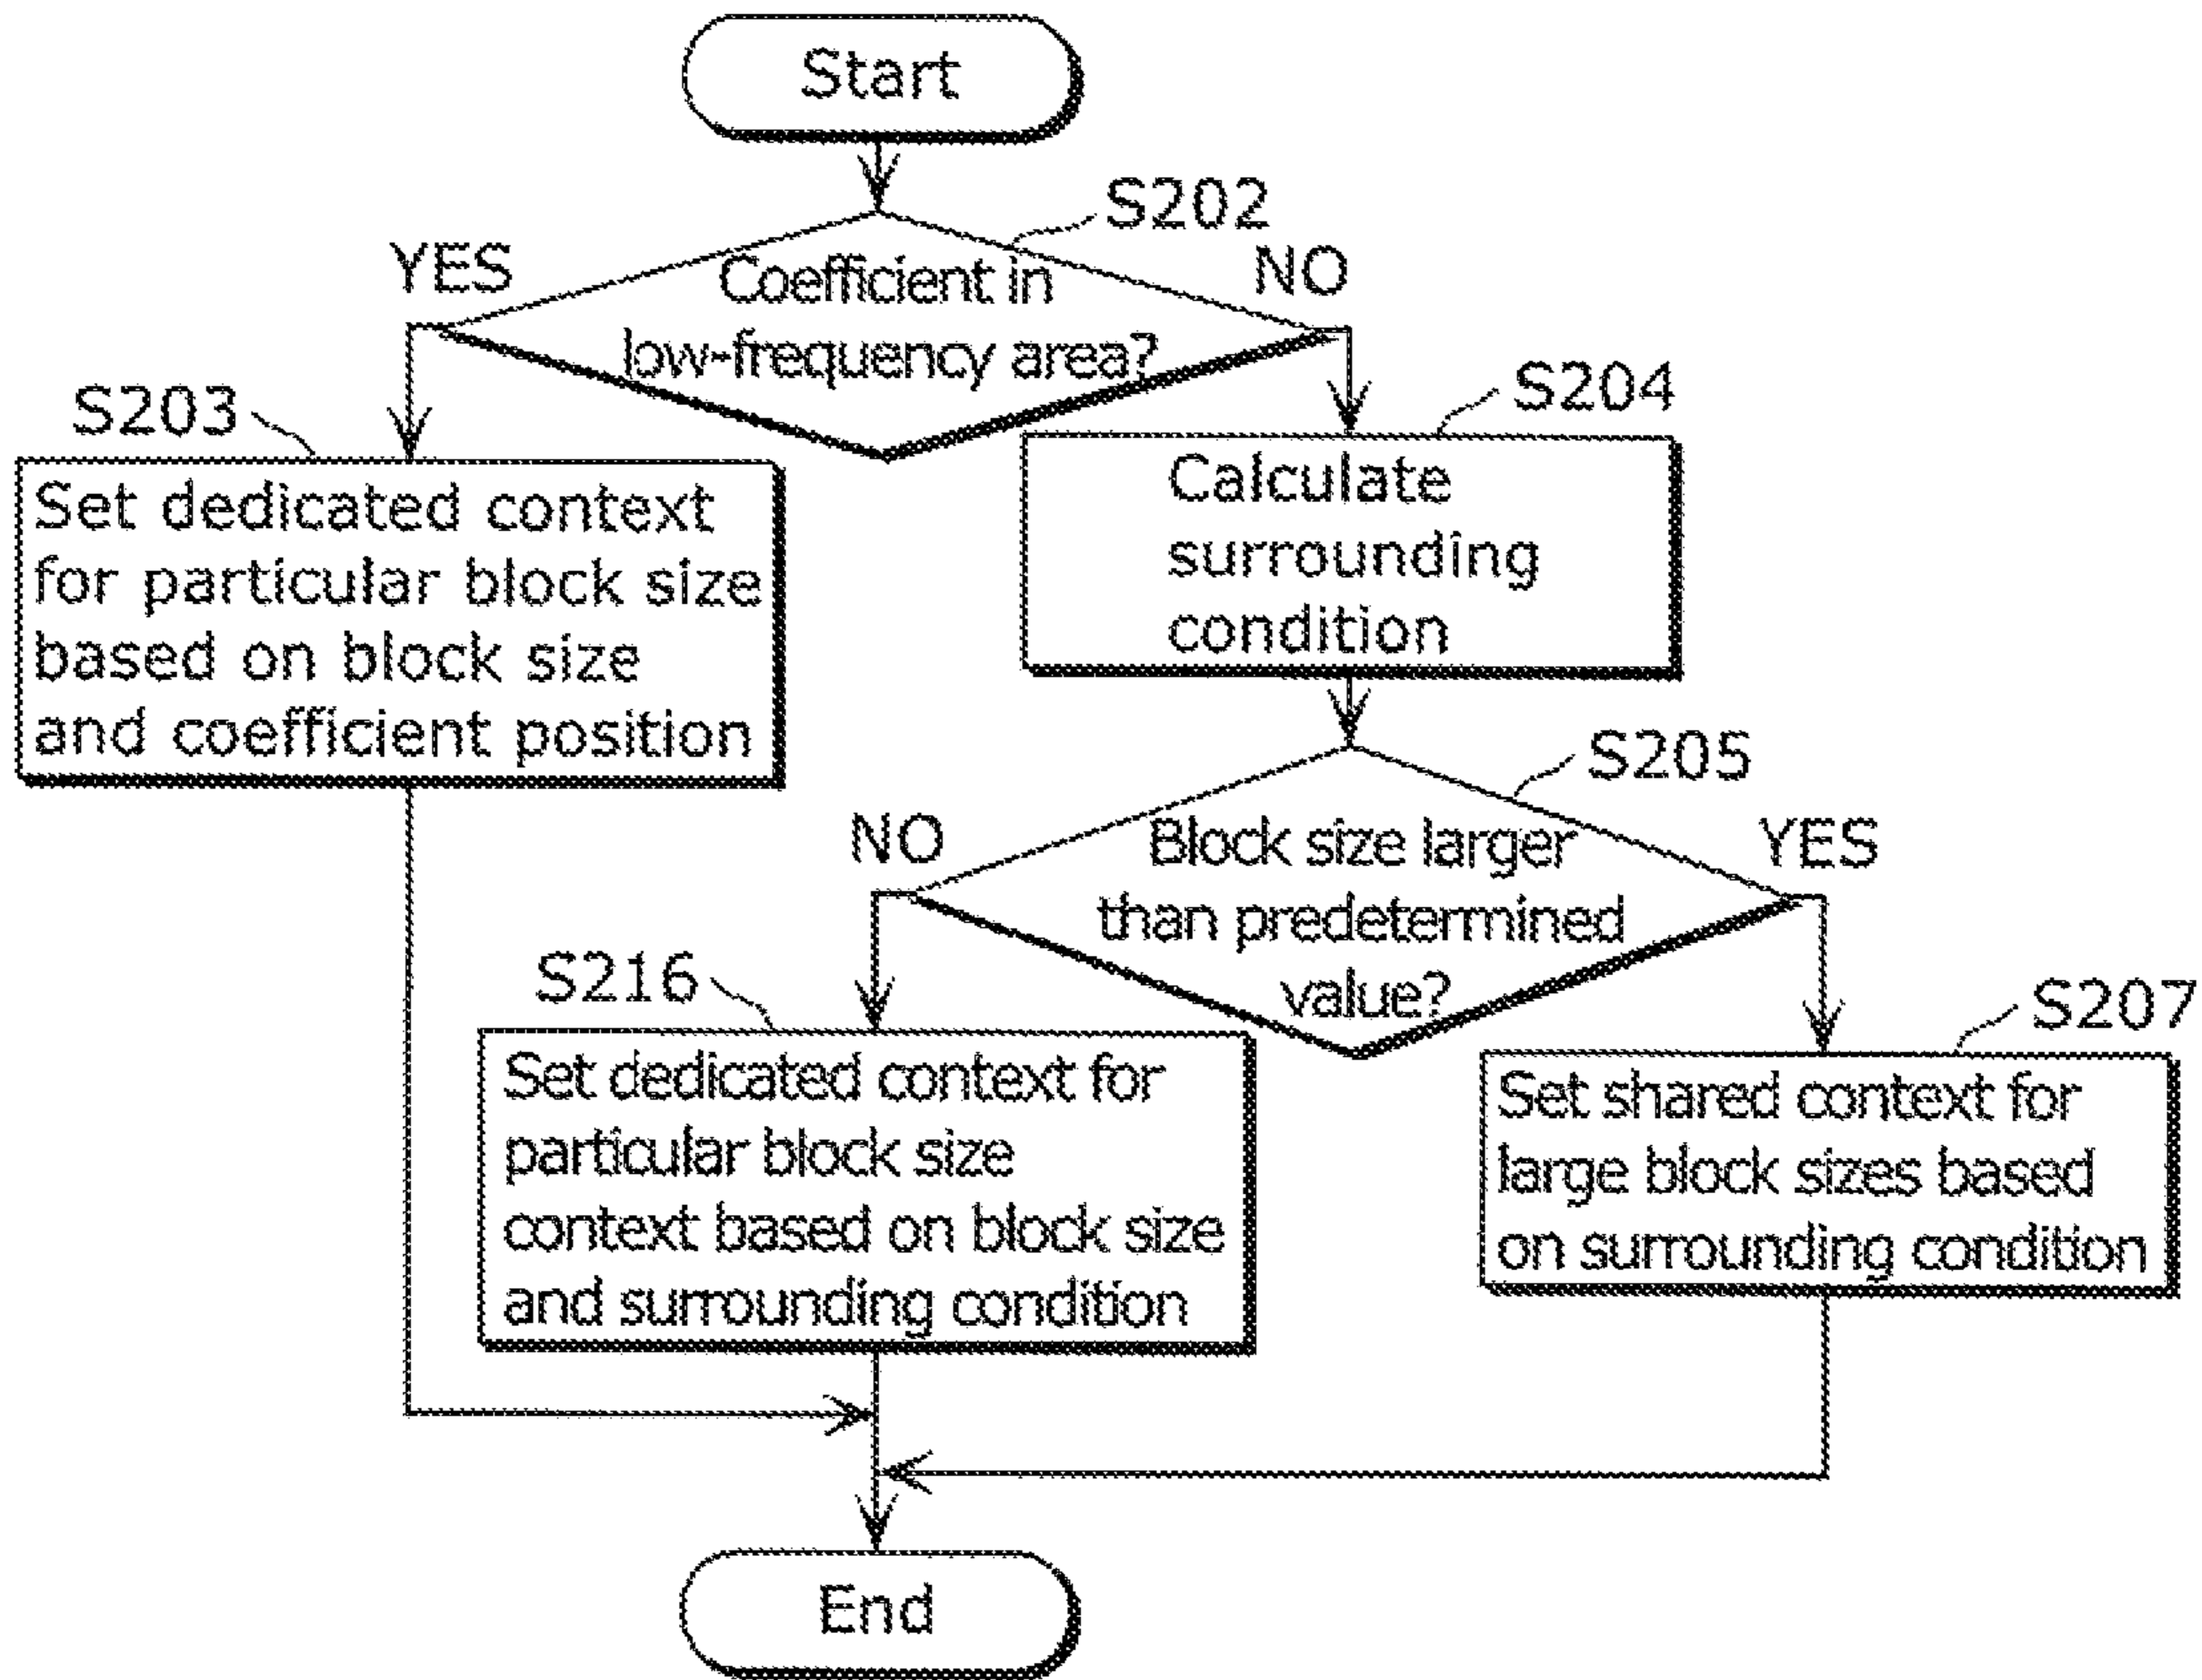 Start
S202
YES
NO
Coefficient in
low-frequency area?
S203
S204
Set dedicated context
for particular block size
based on block size
and coefficient position
Calculate
surrounding
condition
S205
NO
YES
Block size larger
than predetermined
value?
S216
S207
Set dedicated context for
particular block size
context based on block size
and surrounding condition
Set shared context for
large block sizes based
on surrounding condition
End